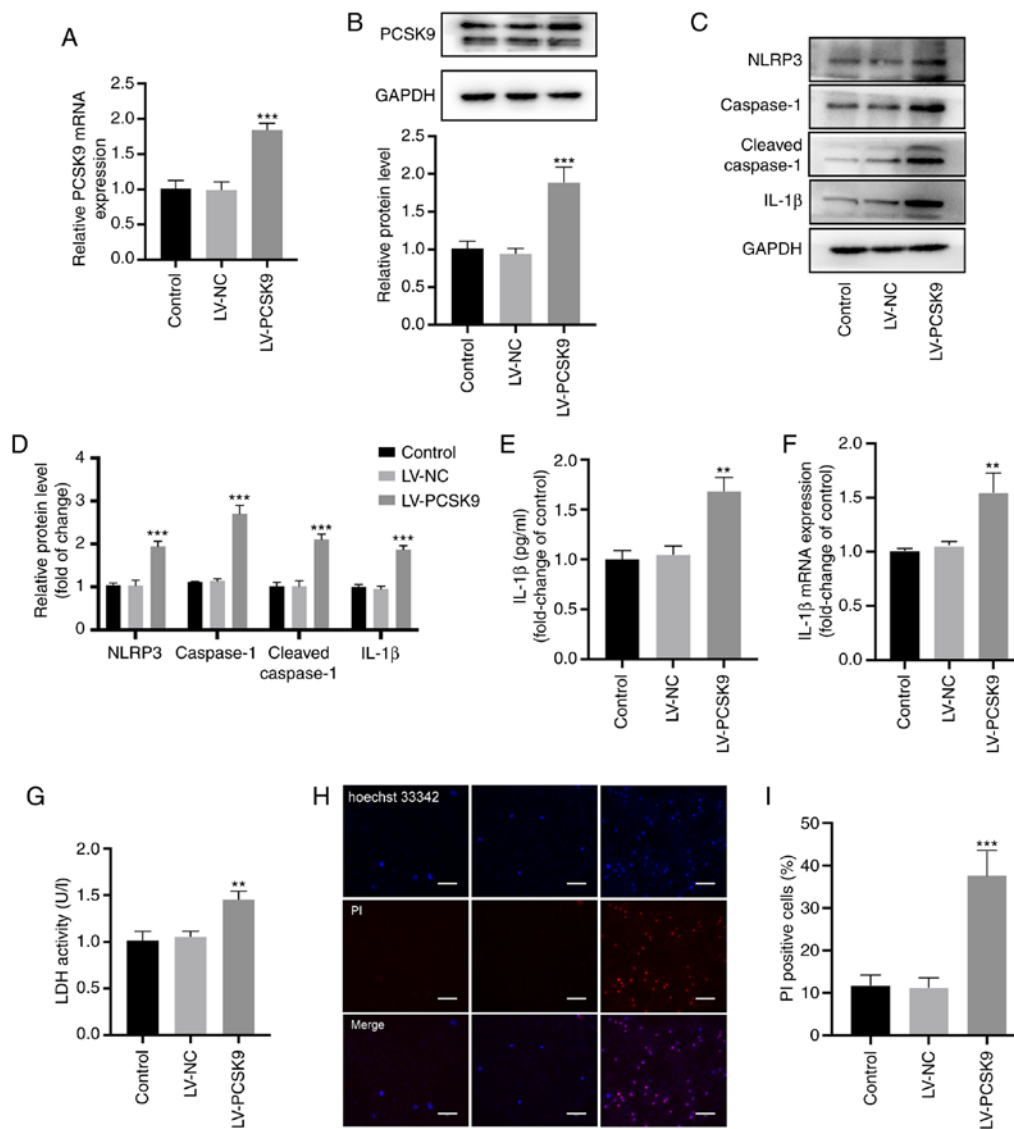 A
Relative PCSK9 mRNA
expression
2.5
2.0
1.5
1.0
0.5
0.0
***
Control
LV-NC
LV-PCSK9
B
PCSK9
GAPDH
Relative protein level
2.5
2.0
1.5
1.0
0.5
0.0
***
Control
LV-NC
LV-PCSK9
C
NLRP3
Caspase-1
Cleaved
caspase-1
IL-1β
GAPDH
Control
LV-NC
LV-PCSK9
D
Relative protein level
(fold of change)
4
3
2
1
0
***
***
***
***
NLRP3
Caspase-1
Cleaved
caspase-1
IL-1β
Control
LV-NC
LV-PCSK9
E
IL-1β (pg/ml)
(fold-change of control)
2.0
1.5
1.0
0.5
0.0
**
Control
LV-NC
LV-PCSK9
F
IL-1β mRNA expression
(fold-change of control)
2.0
1.5
1.0
0.5
0.0
**
Control
LV-NC
LV-PCSK9
G
LDH activity (U/l)
2.0
1.5
1.0
0.5
0.0
**
Control
LV-NC
LV-PCSK9
H
hoechst 33342
PI
Merge
I
PI positive cells (%)
50
40
30
20
10
0
***
Control
LV-NC
LV-PCSK9